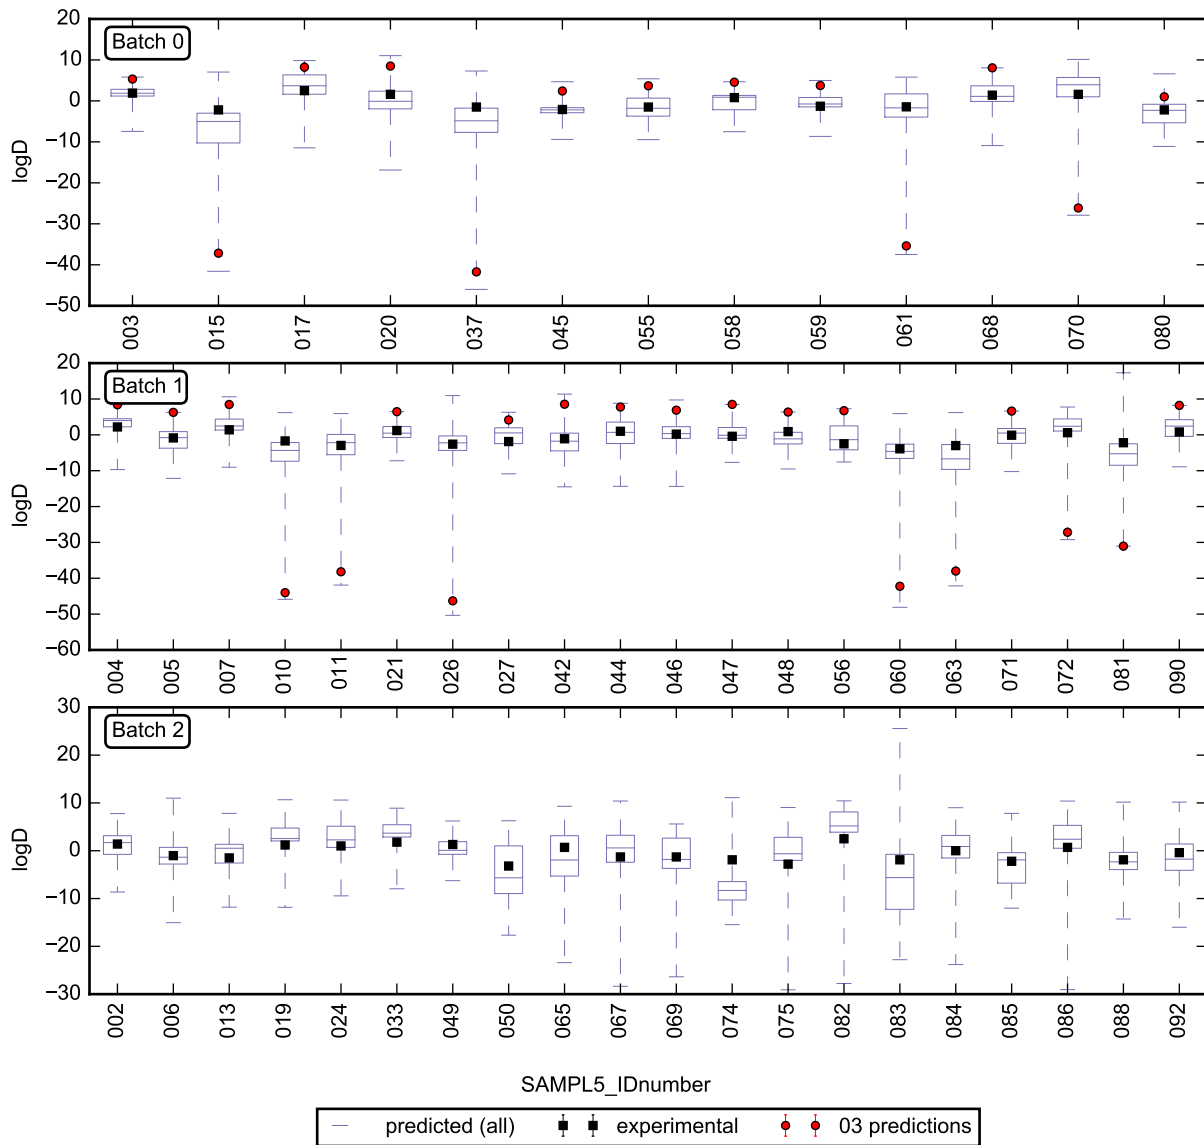 20
10
0
−10
−20
−30
−40
−50
logD
Batch 0
003 015 017 020 037 045 055 058 059 061 068 070 080
20
10
0
−10
−20
−30
−40
−50
−60
logD
Batch 1
004 005 007 010 011 021 026 027 042 044 046 047 048 056 060 063 071 072 081 090
30
20
10
0
−10
−20
−30
logD
Batch 2
002 006 013 019 024 033 049 050 065 067 069 074 075 082 083 084 085 086 088 092
SAMPL5_IDnumber
predicted (all) experimental 03 predictions